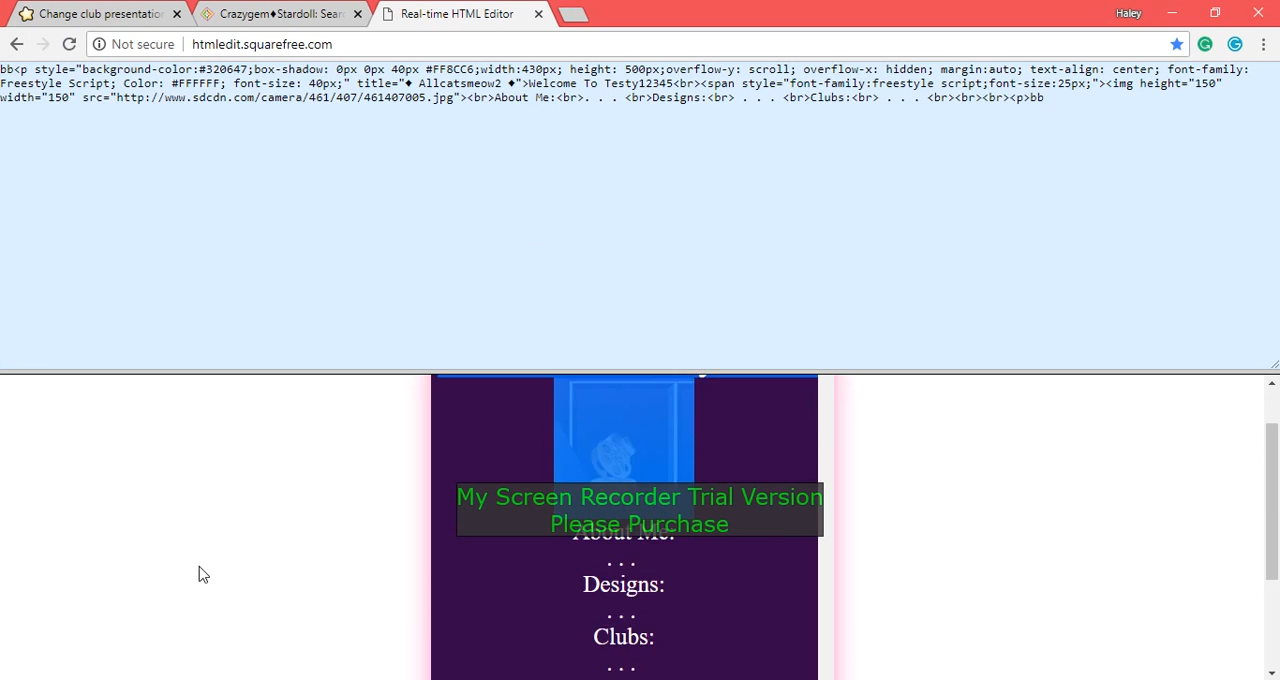 Change club presentation
Crazygem♦Stardoll: Sear
Real-time HTML Editor
Haley
Not secure
htmledit.squarefree.com
bb<p style="background-color:#320647;box-shadow: 0px 0px 40px #FF8CC6;width:430px; height: 500px;overflow-y: scroll; overflow-x: hidden; margin:auto; text-align: center; font-family:
Freestyle Script; Color: #FFFFFF; font-size: 40px;" title="♦ Allcatsmeow2 ♦">Welcome To Testy12345<br><span style="font-family:freestyle script;font-size:25px;"><img height="150"
width="150" src="http://www.sdcdn.com/camera/461/407/461407005.jpg"><br>About Me:<br>. . . <br>Designs:<br> . . . <br>Clubs:<br> . . . <br><br><br><p>bb
My Screen Recorder Trial Version
Please Purchase
About Me:
. . .
Designs:
. . .
Clubs:
. . .